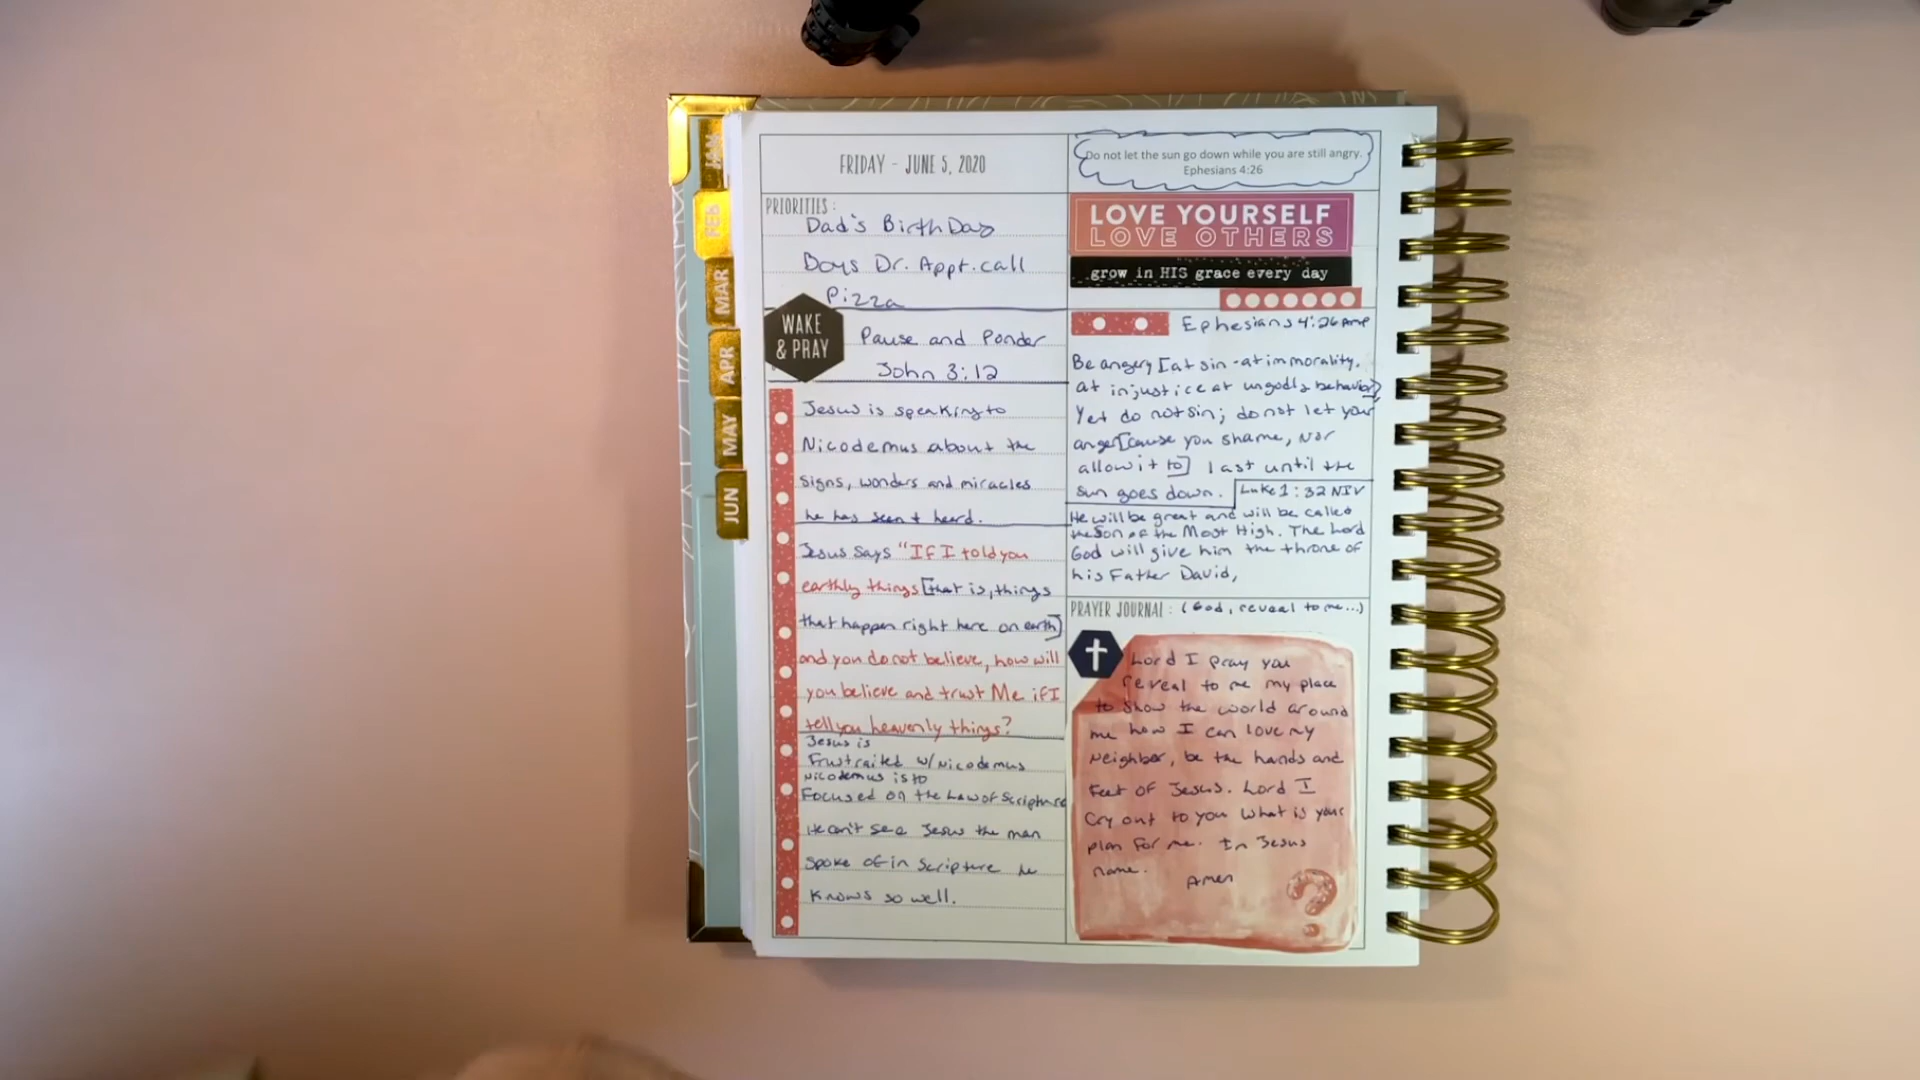 JAN
FEB
MAR
APR
MAY
JUN
FRIDAY - JUNE 5, 2020
PRIORITIES:
Dad's BirthDay
Boys Dr. Appt. call
Pizza
WAKE
& PRAY
Pause and Ponder
John 3:12
Jesus is speaking to
Nicodemus about the
signs, wonders and miracles
he has seen & heard.
Jesus says "If I told you
earthly things [that is, things
that happen right here on earth]
and you do not believe, how will
you believe and trust Me if I
tell you heavenly things?
Jesus is
Frustraited w/Nicodemus
Nicodemus is to
Focused on the Law of Scripture
He can't see Jesus the man
spoke of in Scripture he
knows so well.
Do not let the sun go down while you are still angry.
Ephesians 4:26
LOVE YOURSELF
LOVE OTHERS
grow in HIS grace every day
Ephesians 4:26 AMP
Be angery [at sin - at immorality,
at injustice at ungodly behavior]
Yet do not sin; do not let your
anger [cause you shame, nor
allow it to] last until the
sun goes down.
Luke 1:32 NIV
He will be great and will be called
the Son of the Most High. The Lord
God will give him the throne of
his Father David,
PRAYER JOURNAL: (God, reveal to me...)
Lord I pray you
reveal to me my place
to show the world around
me how I can love my
Neighbor, be the hands and
feet of Jesus. Lord I
Cry out to you what is your
plan for me. In Jesus
name.
Amen
?